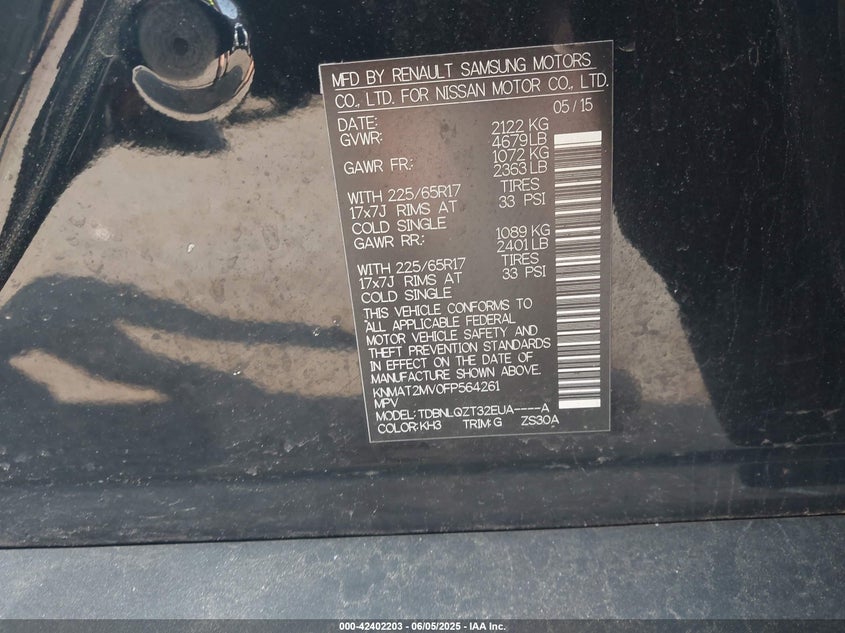 MFD BY RENAULT SAMSUNG MOTORS
CO., LTD. FOR NISSAN MOTOR CO., LTD.
DATE: 05/15
GVWR: 2122 KG
4679 LB
GAWR FR: 1072 KG
2363 LB
WITH 225/65R17 TIRES
17x7J RIMS AT 33 PSI
COLD SINGLE
GAWR RR: 1089 KG
2401 LB
WITH 225/65R17 TIRES
17x7J RIMS AT 33 PSI
COLD SINGLE
THIS VEHICLE CONFORMS TO
ALL APPLICABLE FEDERAL
MOTOR VEHICLE SAFETY AND
THEFT PREVENTION STANDARDS
IN EFFECT ON THE DATE OF
MANUFACTURE SHOWN ABOVE.
KNMAT2MV0FP564261
MPV
MODEL: TDBNLQZT32EUA----A
COLOR: KH3 TRIM: G ZS30A
000-42402203 - 06/05/2025 - IAA Inc.